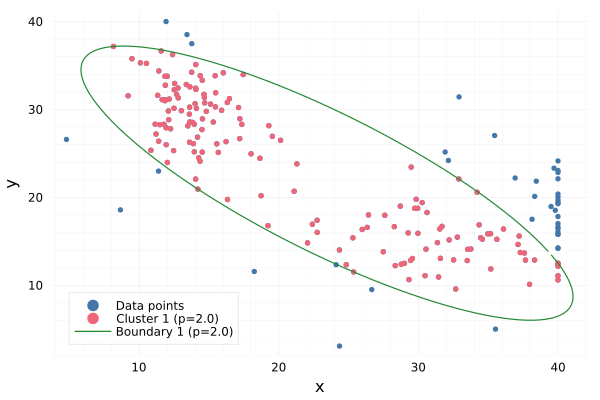 40
30
20
10
y
Data points
Cluster 1 (p=2.0)
Boundary 1 (p=2.0)
10 20 30 40
x